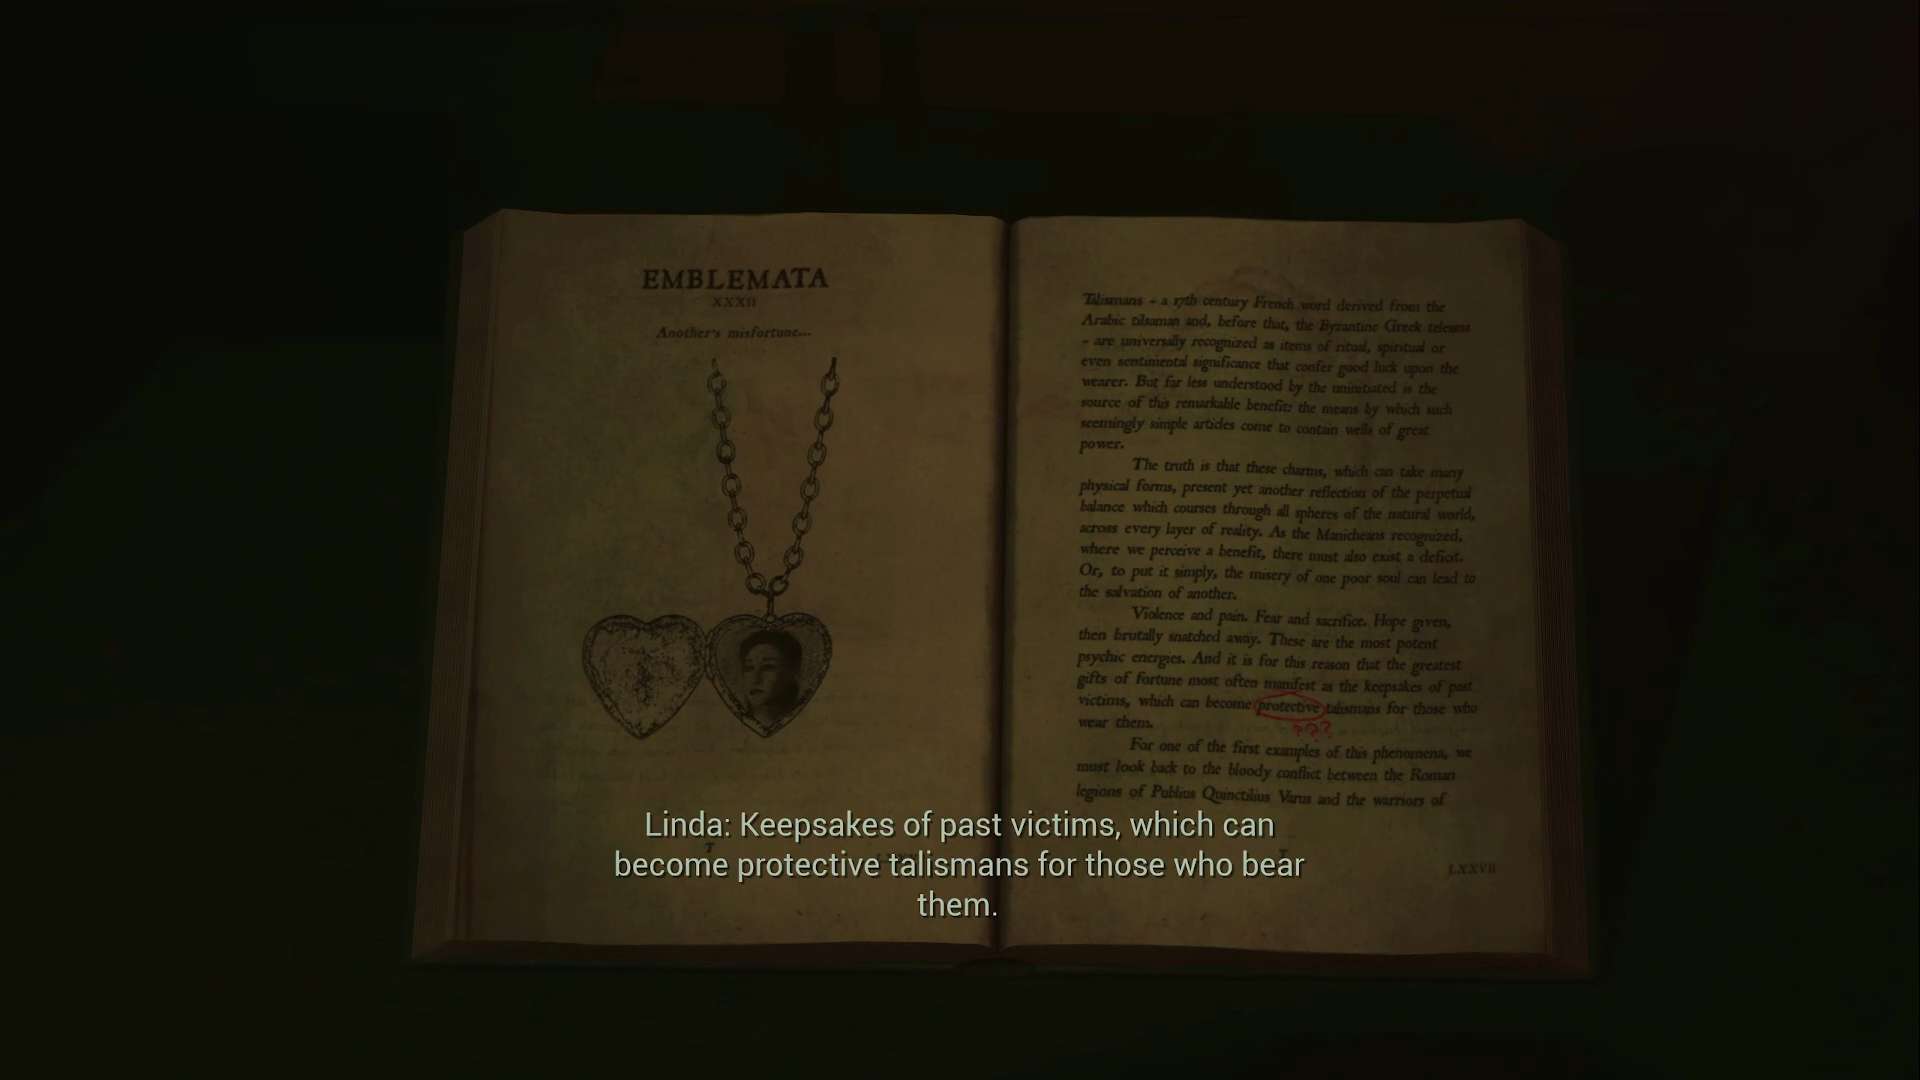 EMBLEMATA
XXXII
Another's misfortune...
Talismans - a 17th century French word derived from the
Arabic tilsaman and, before that, the Byzantine Greek telesma
- are universally recognized as items of ritual, spiritual or
even sentimental significance that confer good luck upon the
wearer. But far less understood by the uninitiated is the
source of this remarkable benefit: the means by which such
seemingly simple articles come to contain wells of great
power.
The truth is that these charms, which can take many
physical forms, present yet another reflection of the perpetual
balance which courses through all spheres of the natural world,
across every layer of reality. As the Manicheans recognized,
where we perceive a benefit, there must also exist a deficit.
Or, to put it simply, the misery of one poor soul can lead to
the salvation of another.
Violence and pain. Fear and sacrifice. Hope given,
then brutally snatched away. These are the most potent
psychic energies. And it is for this reason that the greatest
gifts of fortune most often manifest as the keepsakes of past
victims, which can become protective talismans for those who
wear them.
???
For one of the first examples of this phenomena, we
must look back to the bloody conflict between the Roman
legions of Publius Quinctilius Varus and the warriors of
LXXVII
Linda: Keepsakes of past victims, which can
become protective talismans for those who bear
them.